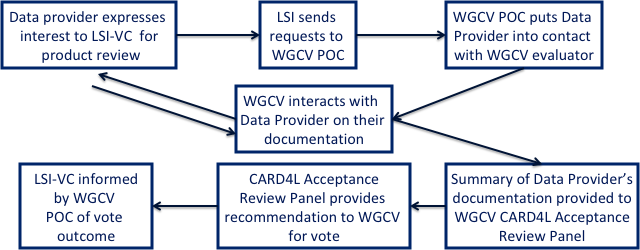 Data provider expresses
interest to LSI-VC for
product review
LSI sends
requests to
WGCV POC
WGCV POC puts Data
Provider into contact
with WGCV evaluator
WGCV interacts with
Data Provider on their
documentation
Summary of Data Provider's
documentation provided to
WGCV CARD4L Acceptance
Review Panel
CARD4L Acceptance
Review Panel provides
recommendation to WGCV
for vote
LSI-VC informed
by WGCV
POC of vote
outcome